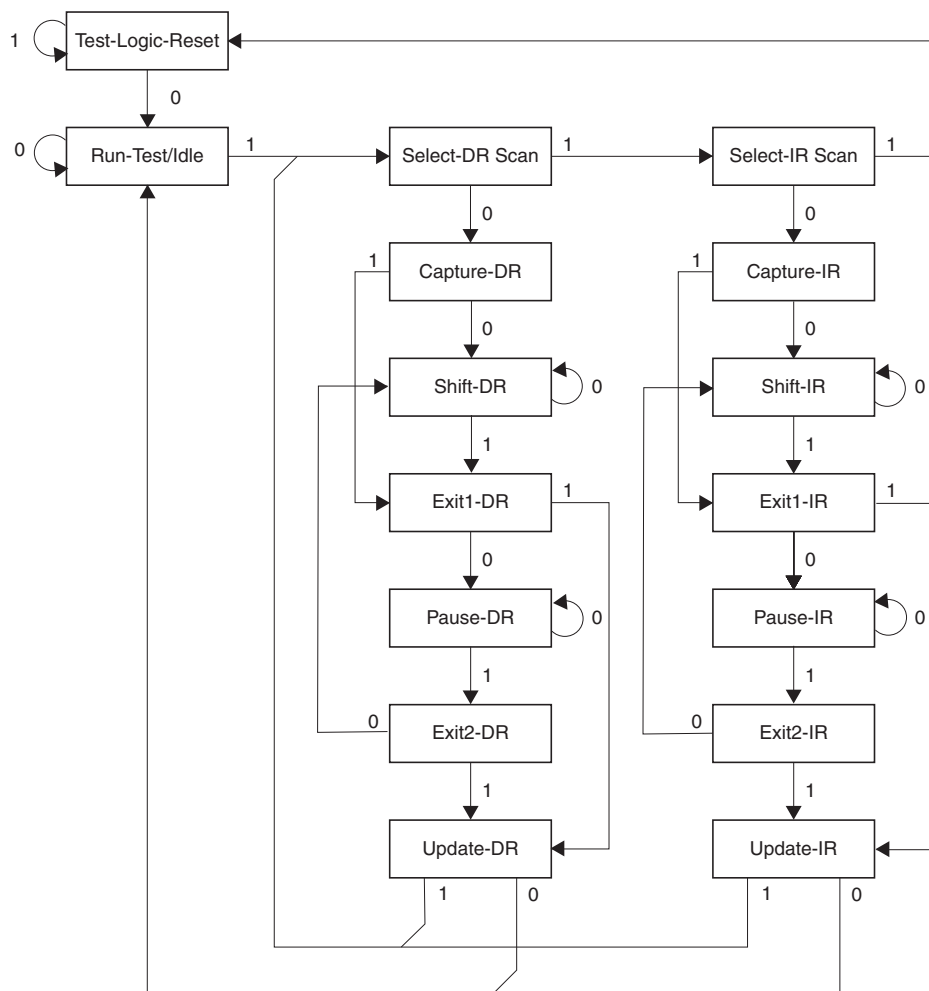 Test-Logic-Reset
1
0
Run-Test/Idle
0
1
Select-DR Scan
1
Select-IR Scan
1
0
0
1
Capture-DR
1
Capture-IR
0
0
Shift-DR
0
Shift-IR
0
1
1
Exit1-DR
1
Exit1-IR
1
0
0
Pause-DR
0
Pause-IR
0
1
1
0
Exit2-DR
0
Exit2-IR
1
1
Update-DR
Update-IR
1
0
1
0